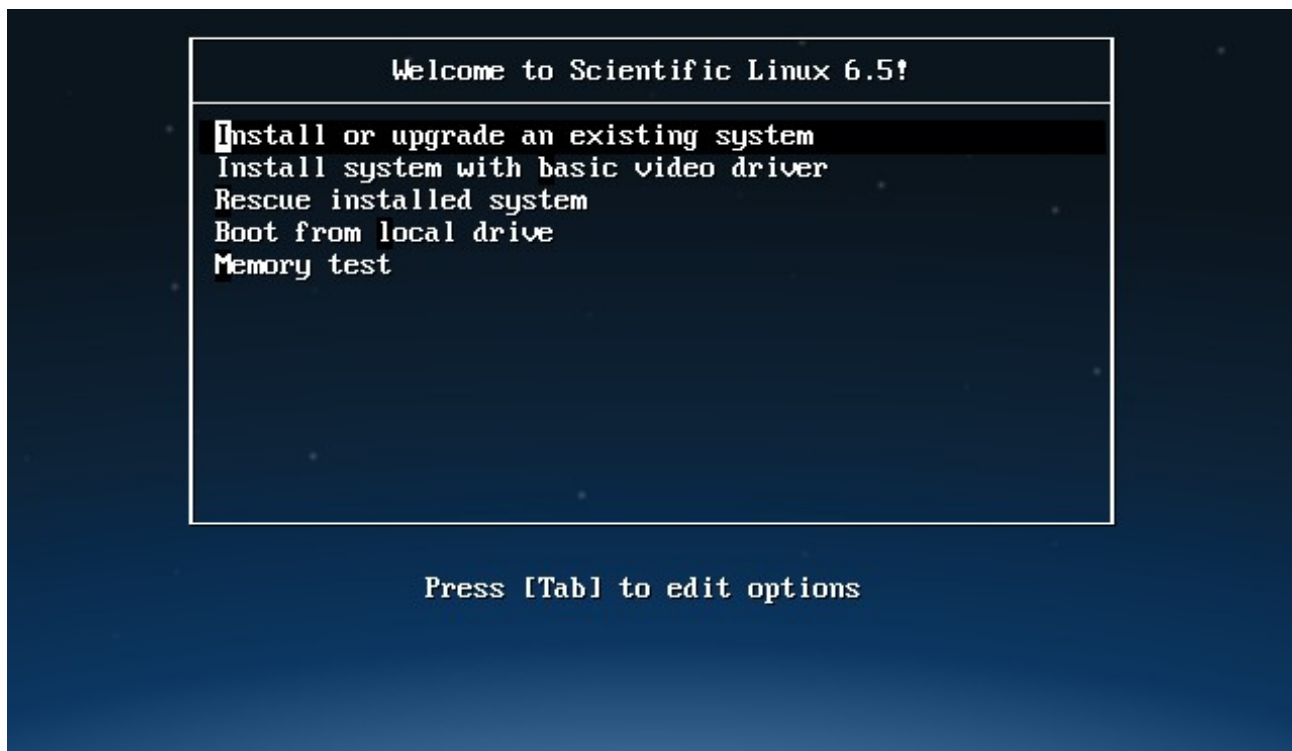 Welcome to Scientific Linux 6.5!
Install or upgrade an existing system
Install system with basic video driver
Rescue installed system
Boot from local drive
Memory test
Press [Tab] to edit options